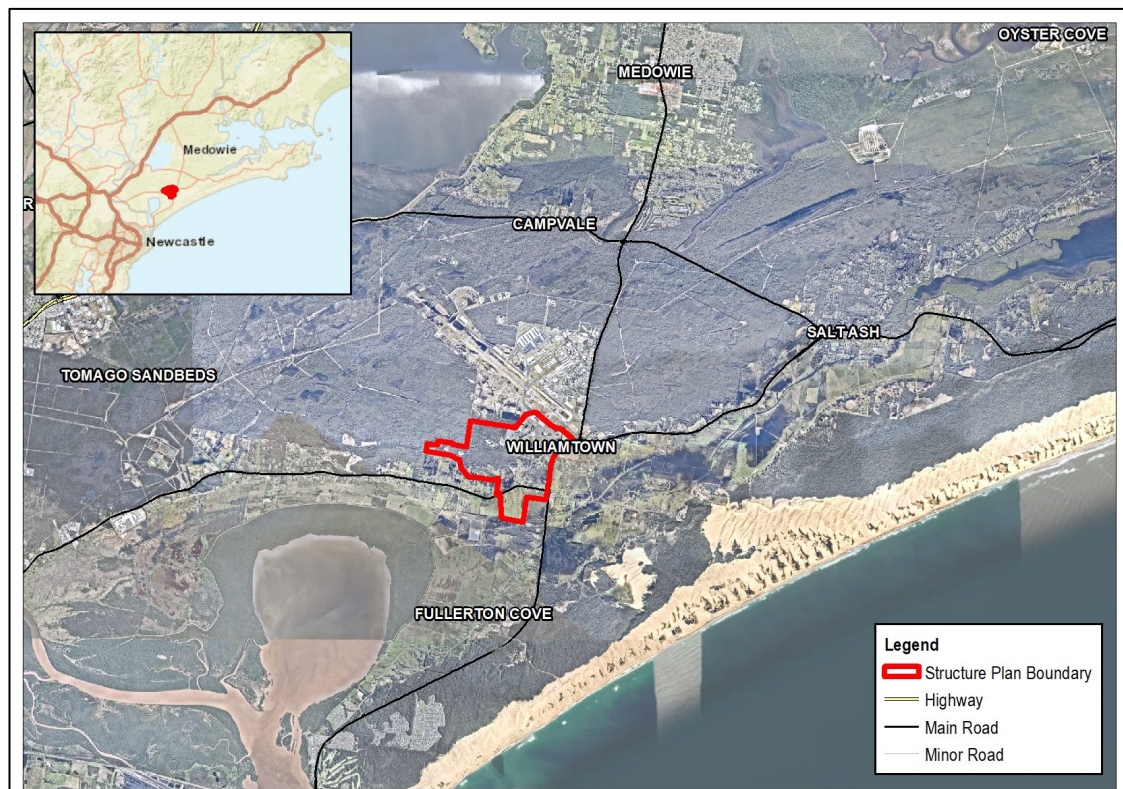 OYSTER COVE
MEDOWIE
Medowie
Newcastle
R
CAMPVALE
SALT ASH
TOMAGO SANDBEDS
WILLIAMTOWN
FULLERTON COVE
Legend
Structure Plan Boundary
Highway
Main Road
Minor Road